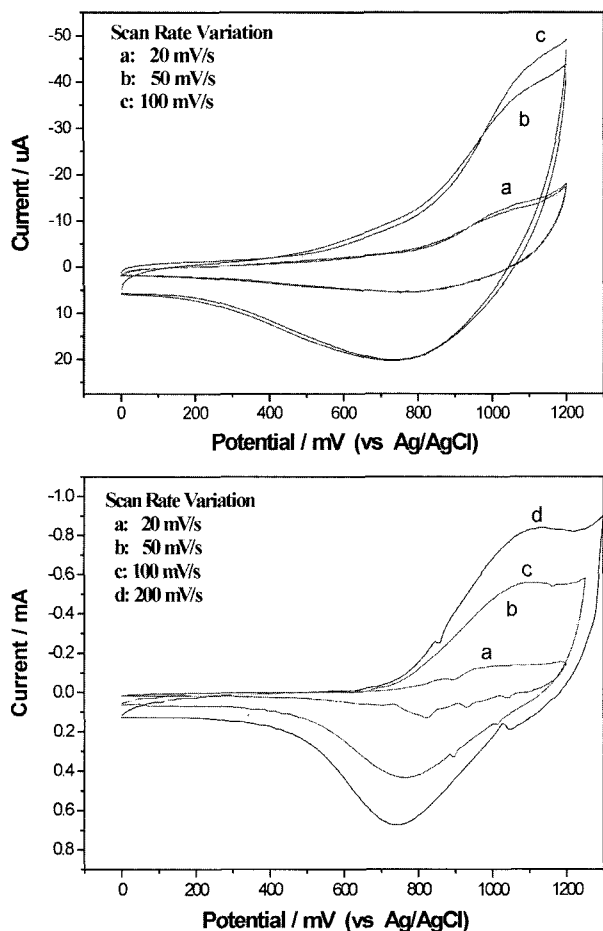 Scan Rate Variation
a: 20 mV/s
b: 50 mV/s
c: 100 mV/s
c
b
a
-50
-40
-30
-20
-10
0
10
20
Current / uA
0 200 400 600 800 1000 1200
Potential / mV (vs Ag/AgCl)
Scan Rate Variation
a: 20 mV/s
b: 50 mV/s
c: 100 mV/s
d: 200 mV/s
d
c
b
a
-1.0
-0.8
-0.6
-0.4
-0.2
0.0
0.2
0.4
0.6
0.8
Current / mA
0 200 400 600 800 1000 1200
Potential / mV (vs Ag/AgCl)